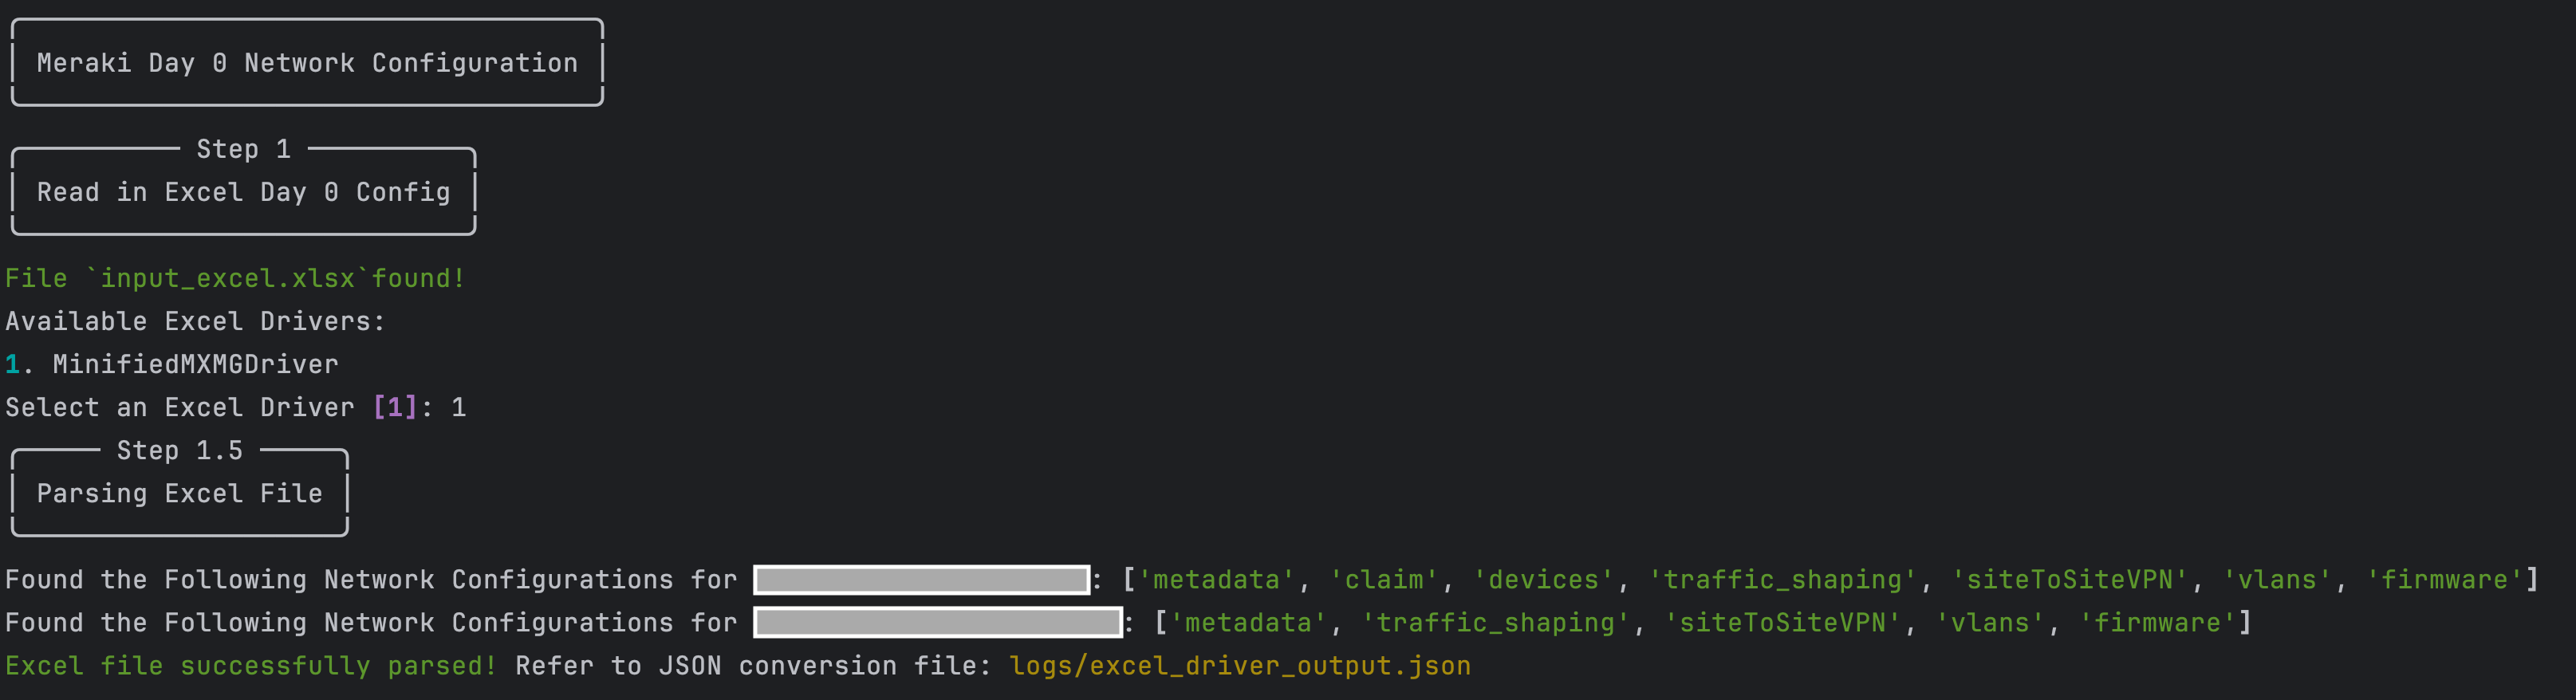 Meraki Day 0 Network Configuration
Step 1
Read in Excel Day 0 Config
File `input_excel.xlsx`found!
Available Excel Drivers:
1. MinifiedMXMGDriver
Select an Excel Driver [1]: 1
Step 1.5
Parsing Excel File
Found the Following Network Configurations for : ['metadata', 'claim', 'devices', 'traffic_shaping', 'siteToSiteVPN', 'vlans', 'firmware']
Found the Following Network Configurations for : ['metadata', 'traffic_shaping', 'siteToSiteVPN', 'vlans', 'firmware']
Excel file successfully parsed! Refer to JSON conversion file: logs/excel_driver_output.json